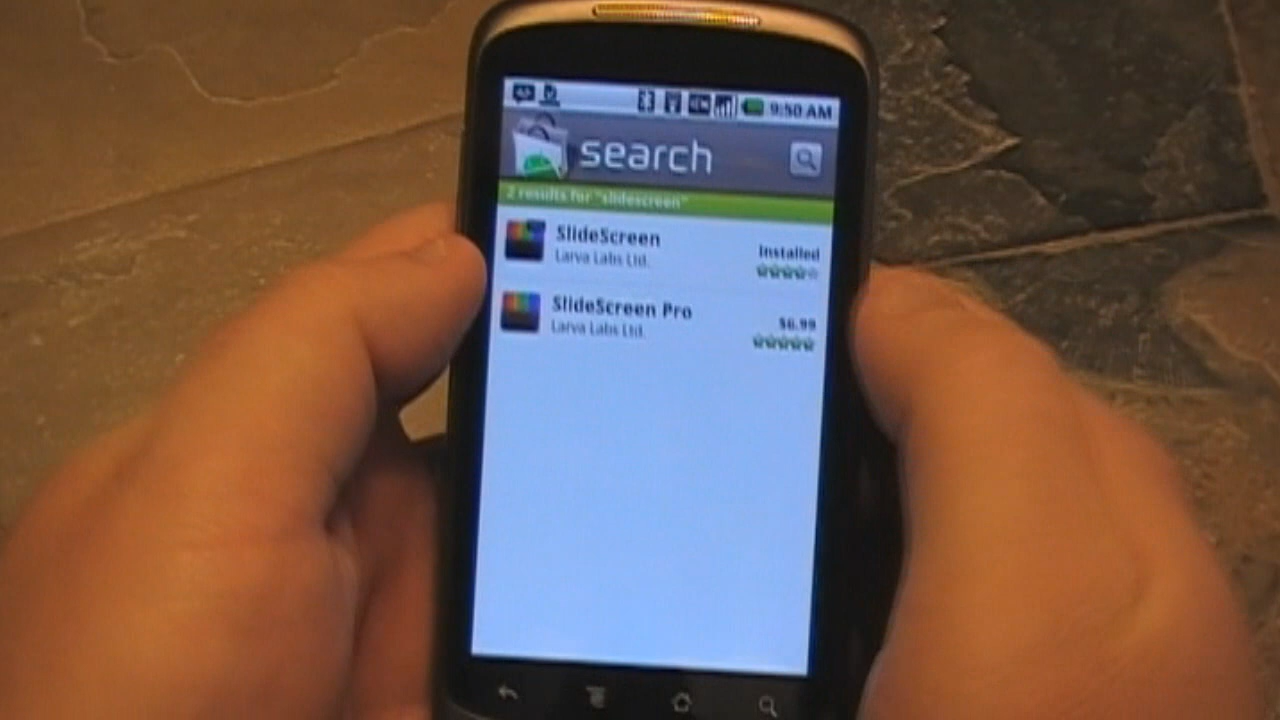 9:50 AM
search
2 results for "slidescreen"
SlideScreen
Installed
Larva Labs Ltd.
SlideScreen Pro
$6.99
Larva Labs Ltd.